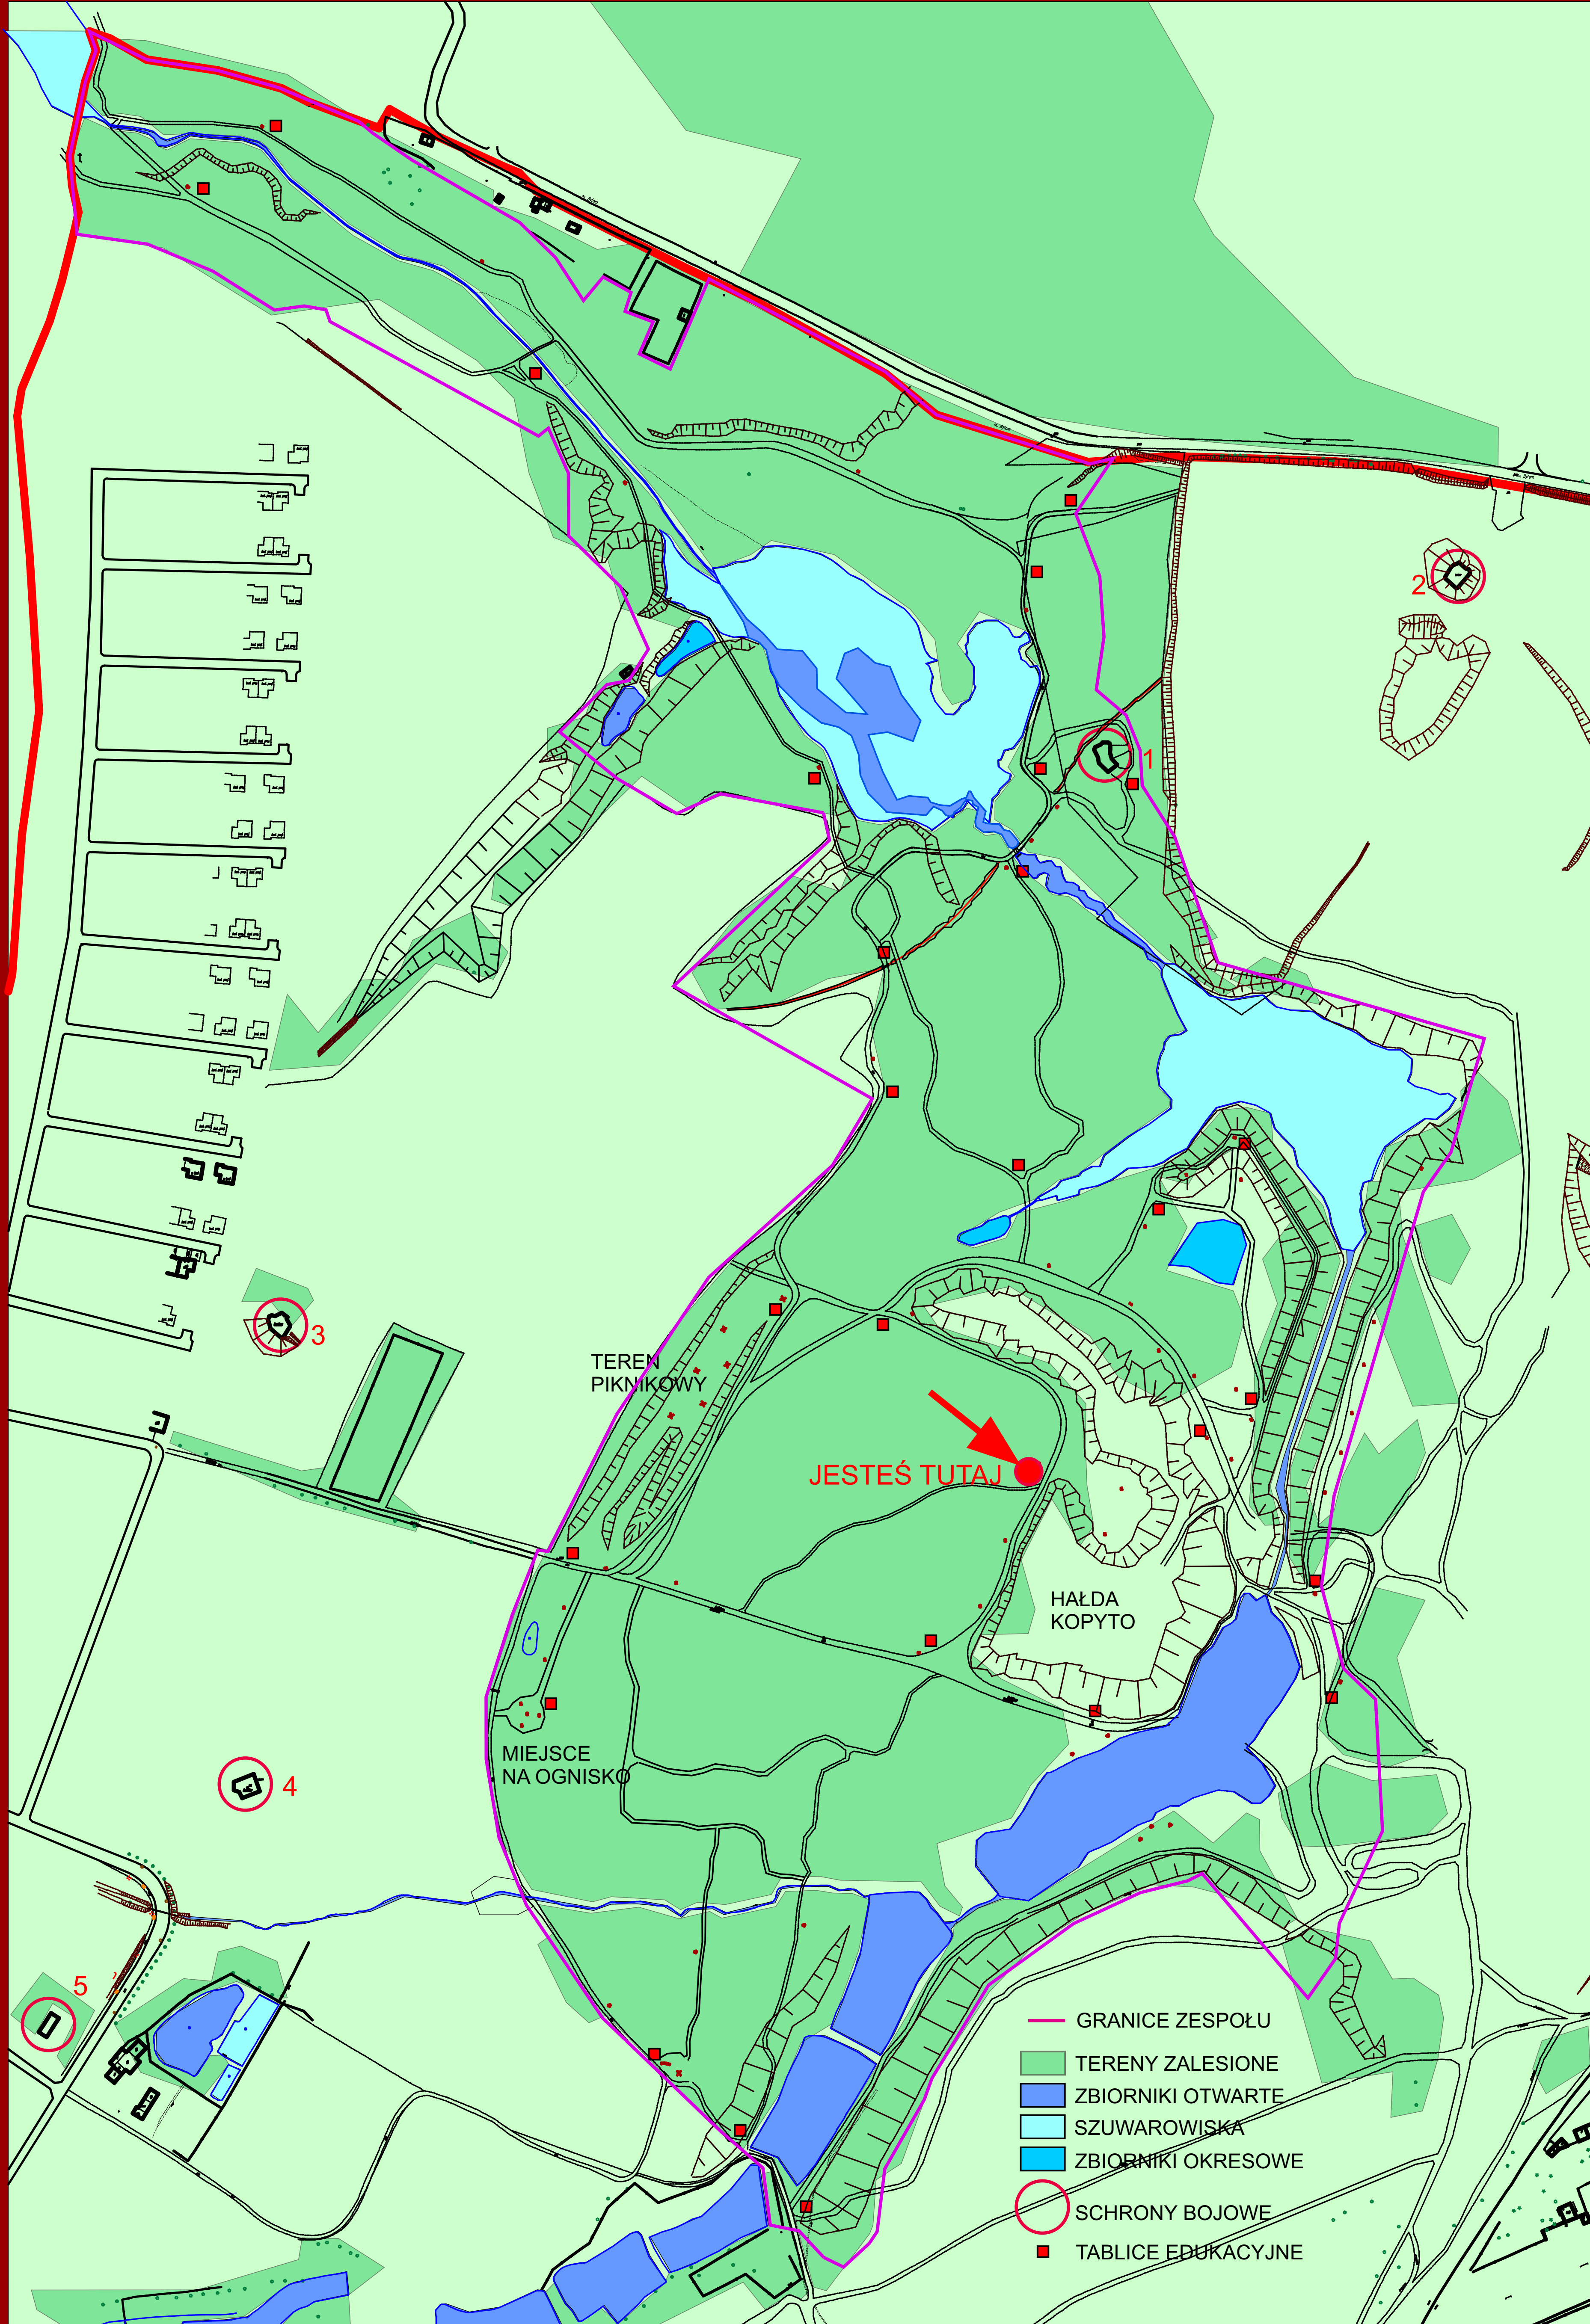 2
1
3
TEREN
PIKNIKOWY
JESTEŚ TUTAJ
HAŁDA
KOPYTO
MIEJSCE
NA OGNISKO
4
5
GRANICE ZESPOŁU
TERENY ZALESIONE
ZBIORNIKI OTWARTE
SZUWAROWISKA
ZBIORNIKI OKRESOWE
SCHRONY BOJOWE
TABLICE EDUKACYJNE